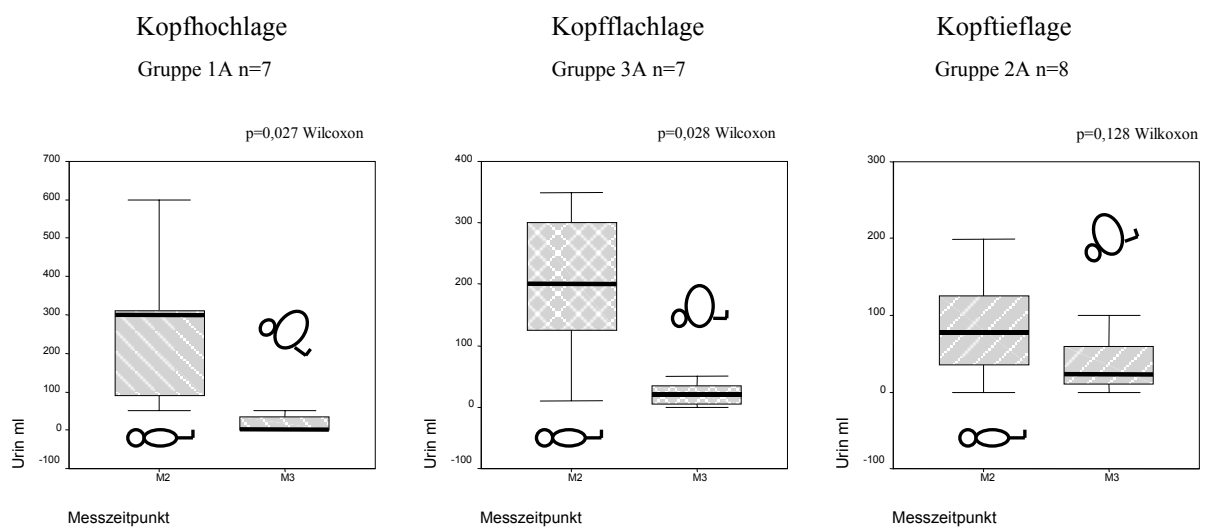 Kopfhochlage
Gruppe 1A n=7
p=0,027 Wilcoxon
700
600
500
400
300
200
100
0
-100
Urin ml
M2 M3
Messzeitpunkt
Kopfflachlage
Gruppe 3A n=7
p=0,028 Wilcoxon
400
300
200
100
0
-100
Urin ml
M2 M3
Messzeitpunkt
Kopftieflage
Gruppe 2A n=8
p=0,128 Wilkoxon
300
200
100
0
-100
Urin ml
M2 M3
Messzeitpunkt